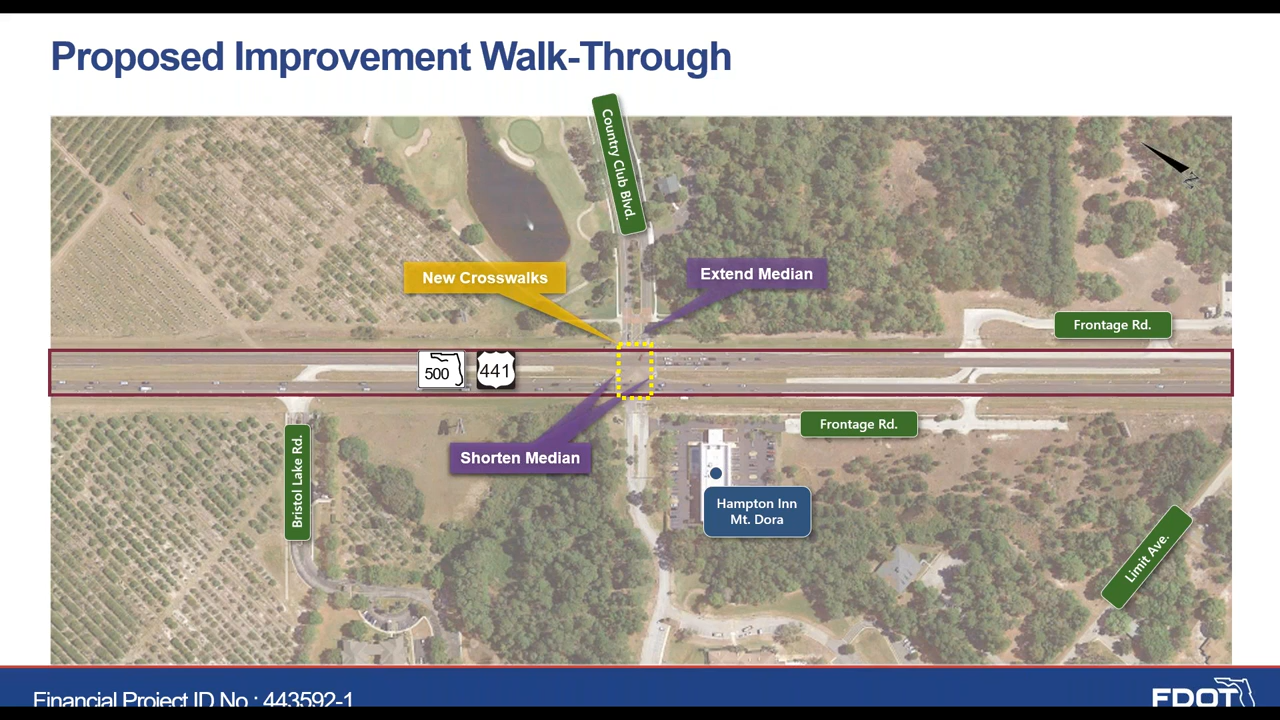 Proposed Improvement Walk-Through
Country Club Blvd.
N
New Crosswalks
Extend Median
Frontage Rd.
500
441
Frontage Rd.
Bristol Lake Rd.
Shorten Median
Hampton Inn
Mt. Dora
Limit Ave.
Financial Project ID No.: 443592-1
FDOT